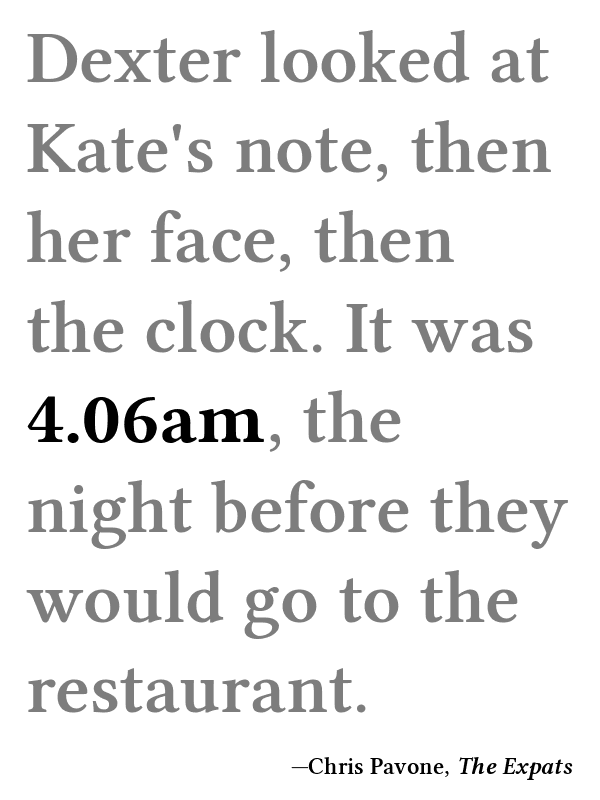 Dexter looked at
Kate's note, then
her face, then
the clock. It was
4.06am, the
night before they
would go to the
restaurant.
—Chris Pavone, The Expats